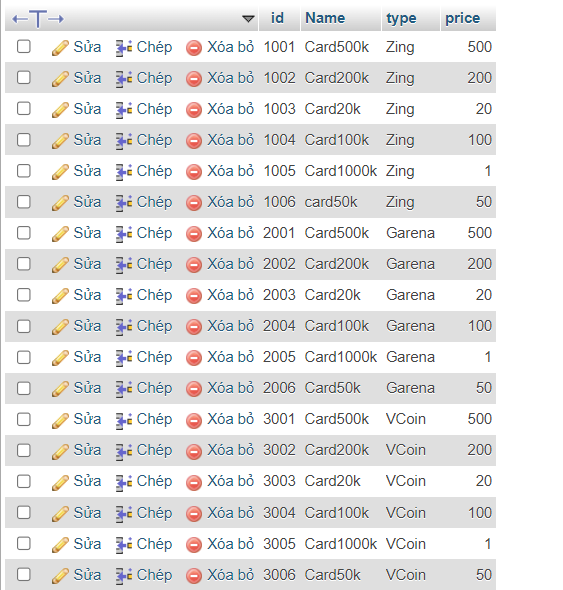 id Name type price
Sửa Chép Xóa bỏ 1001 Card500k Zing 500
Sửa Chép Xóa bỏ 1002 Card200k Zing 200
Sửa Chép Xóa bỏ 1003 Card20k Zing 20
Sửa Chép Xóa bỏ 1004 Card100k Zing 100
Sửa Chép Xóa bỏ 1005 Card1000k Zing 1
Sửa Chép Xóa bỏ 1006 card50k Zing 50
Sửa Chép Xóa bỏ 2001 Card500k Garena 500
Sửa Chép Xóa bỏ 2002 Card200k Garena 200
Sửa Chép Xóa bỏ 2003 Card20k Garena 20
Sửa Chép Xóa bỏ 2004 Card100k Garena 100
Sửa Chép Xóa bỏ 2005 Card1000k Garena 1
Sửa Chép Xóa bỏ 2006 Card50k Garena 50
Sửa Chép Xóa bỏ 3001 Card500k VCoin 500
Sửa Chép Xóa bỏ 3002 Card200k VCoin 200
Sửa Chép Xóa bỏ 3003 Card20k VCoin 20
Sửa Chép Xóa bỏ 3004 Card100k VCoin 100
Sửa Chép Xóa bỏ 3005 Card1000k VCoin 1
Sửa Chép Xóa bỏ 3006 Card50k VCoin 50